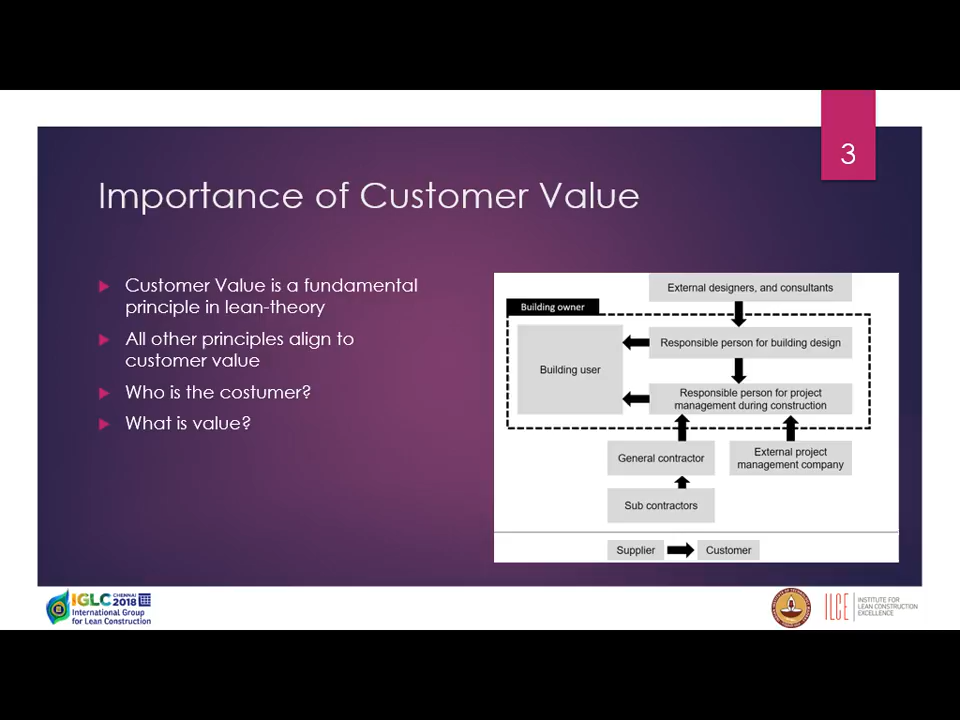 3
Importance of Customer Value
Customer Value is a fundamental
principle in lean-theory
All other principles align to
customer value
Who is the costumer?
What is value?
External designers, and consultants
Building owner
Building user
Responsible person for building design
Responsible person for project
management during construction
General contractor
External project
management company
Sub contractors
Supplier
Customer
IGLC CHENNAI 2018
International Group
for Lean Construction
ILCE
INSTITUTE FOR
LEAN CONSTRUCTION
EXCELLENCE